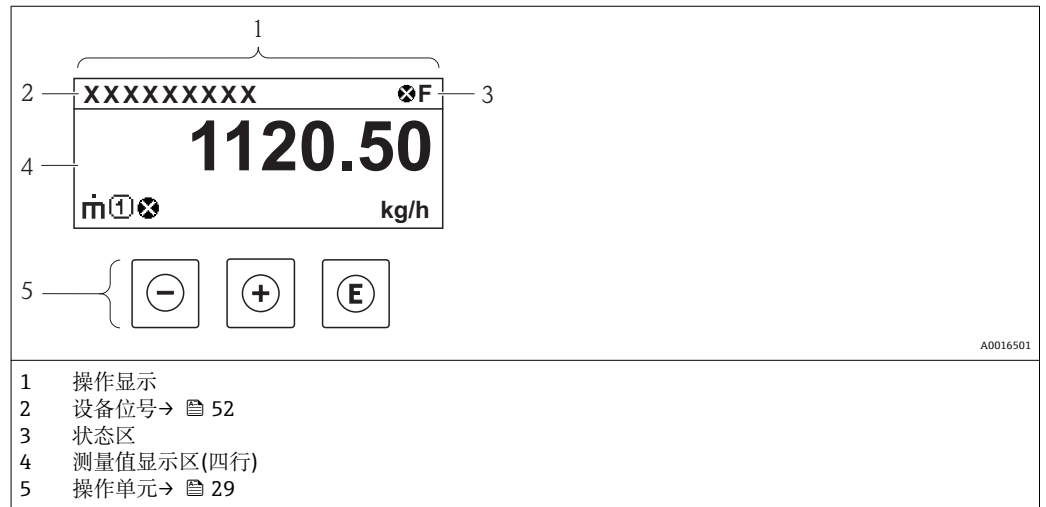 1
2 XXXXXXXXX ⮾F 3
4 1120.50
ṁ① ⮾ kg/h
5 − + E
A0016501
1 操作显示
2 设备位号→ 🖹 52
3 状态区
4 测量值显示区(四行)
5 操作单元→ 🖹 29